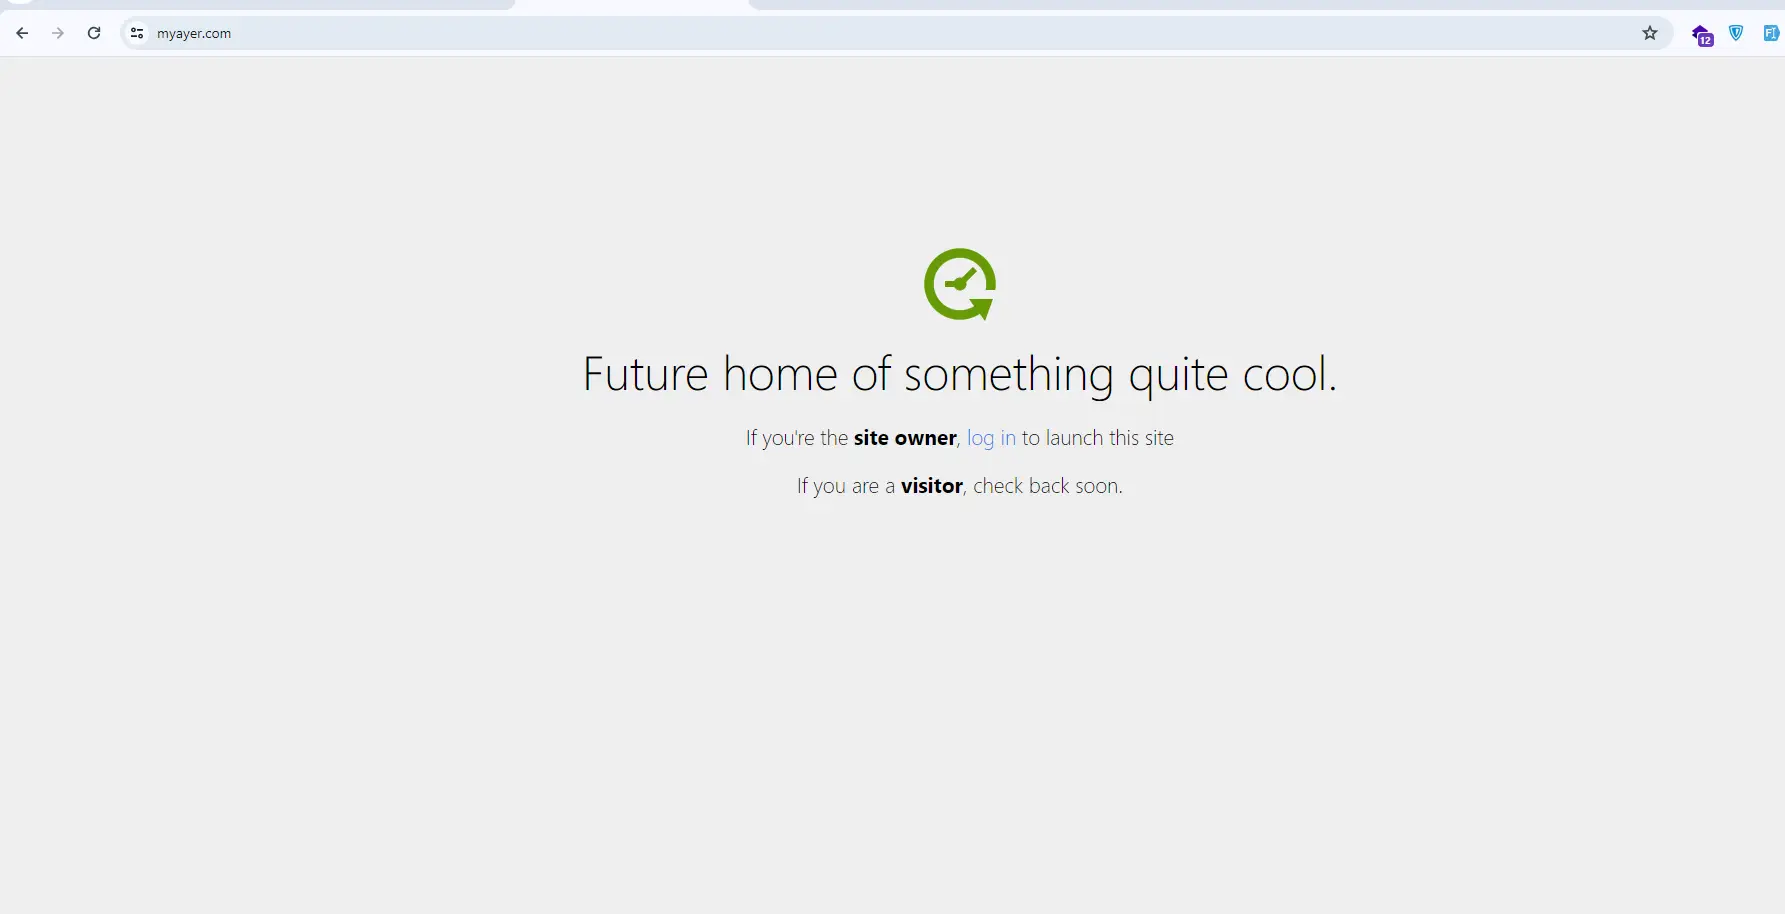 myayer.com
12
Future home of something quite cool.
If you're the site owner, log in to launch this site
If you are a visitor, check back soon.